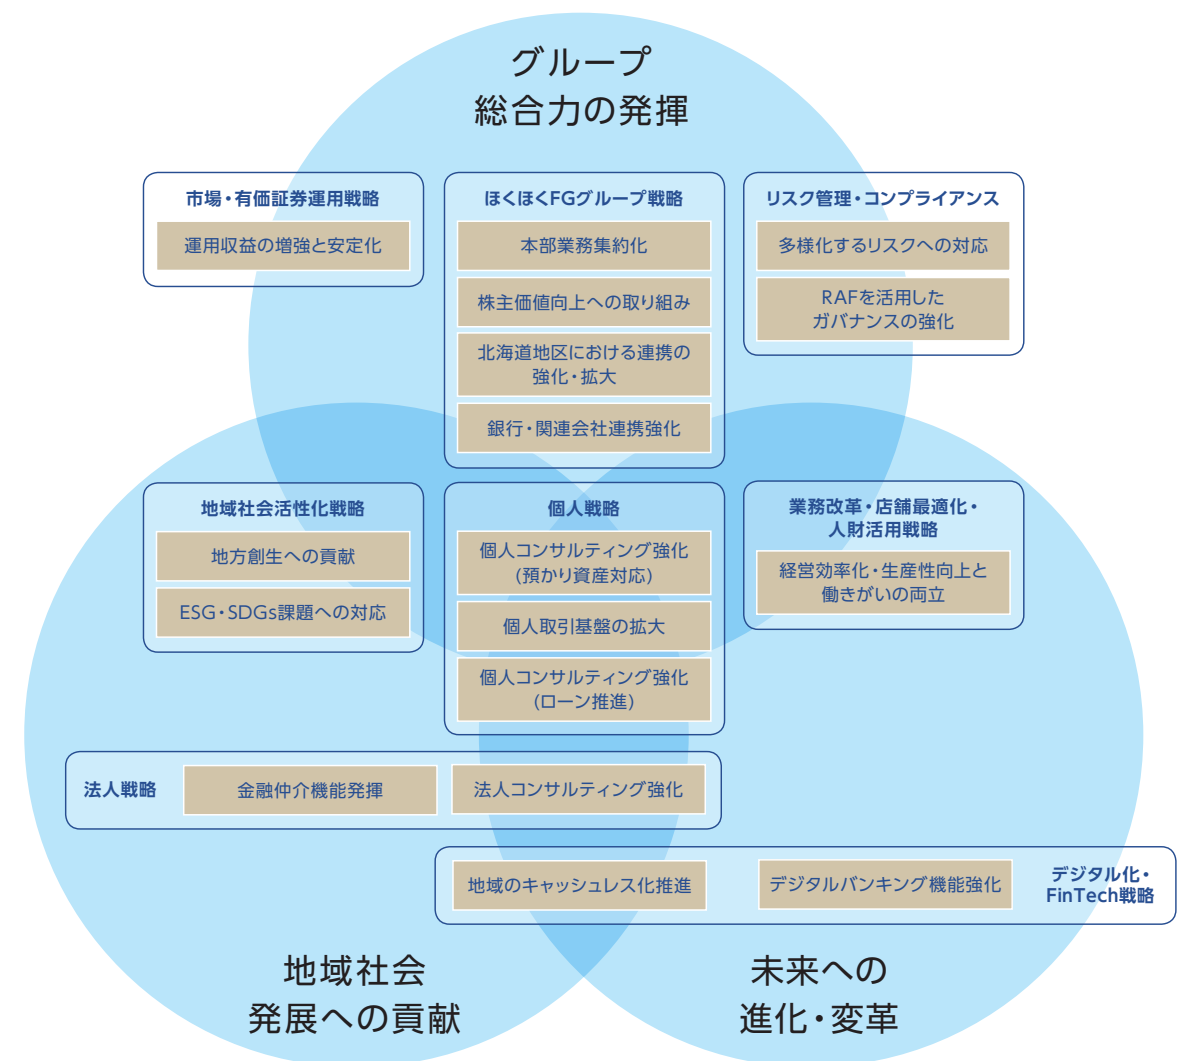 グループ
総合力の発揮
市場・有価証券運用戦略
運用収益の増強と安定化
ほくほくFGグループ戦略
本部業務集約化
株主価値向上への取り組み
北海道地区における連携の
強化・拡大
銀行・関連会社連携強化
リスク管理・コンプライアンス
多様化するリスクへの対応
RAFを活用した
ガバナンスの強化
地域社会活性化戦略
地方創生への貢献
ESG・SDGs課題への対応
個人戦略
個人コンサルティング強化
(預かり資産対応)
個人取引基盤の拡大
個人コンサルティング強化
(ローン推進)
業務改革・店舗最適化・
人財活用戦略
経営効率化・生産性向上と
働きがいの両立
法人戦略
金融仲介機能発揮
法人コンサルティング強化
地域のキャッシュレス化推進
デジタルバンキング機能強化
デジタル化・
FinTech戦略
地域社会
発展への貢献
未来への
進化・変革